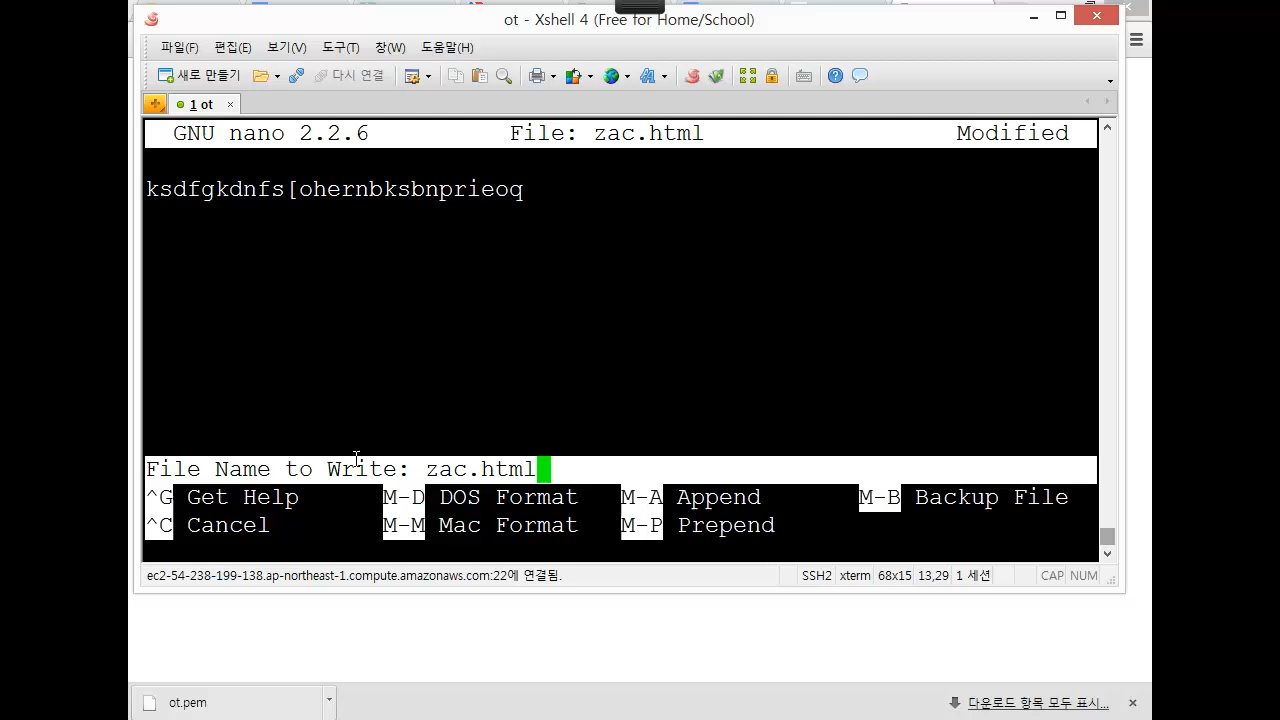 ot - Xshell 4 (Free for Home/School)
파일(F) 편집(E) 보기(V) 도구(T) 창(W) 도움말(H)
새로 만들기 다시 연결
1 ot
GNU nano 2.2.6 File: zac.html Modified
ksdfgkdnfs[ohernbksbnprieoq
File Name to Write: zac.html
^G Get Help M-D DOS Format M-A Append M-B Backup File
^C Cancel M-M Mac Format M-P Prepend
ec2-54-238-199-138.ap-northeast-1.compute.amazonaws.com:22에 연결됨. SSH2 xterm 68x15 13,29 1 세션 CAP NUM
ot.pem 다운로드 항목 모두 표시...